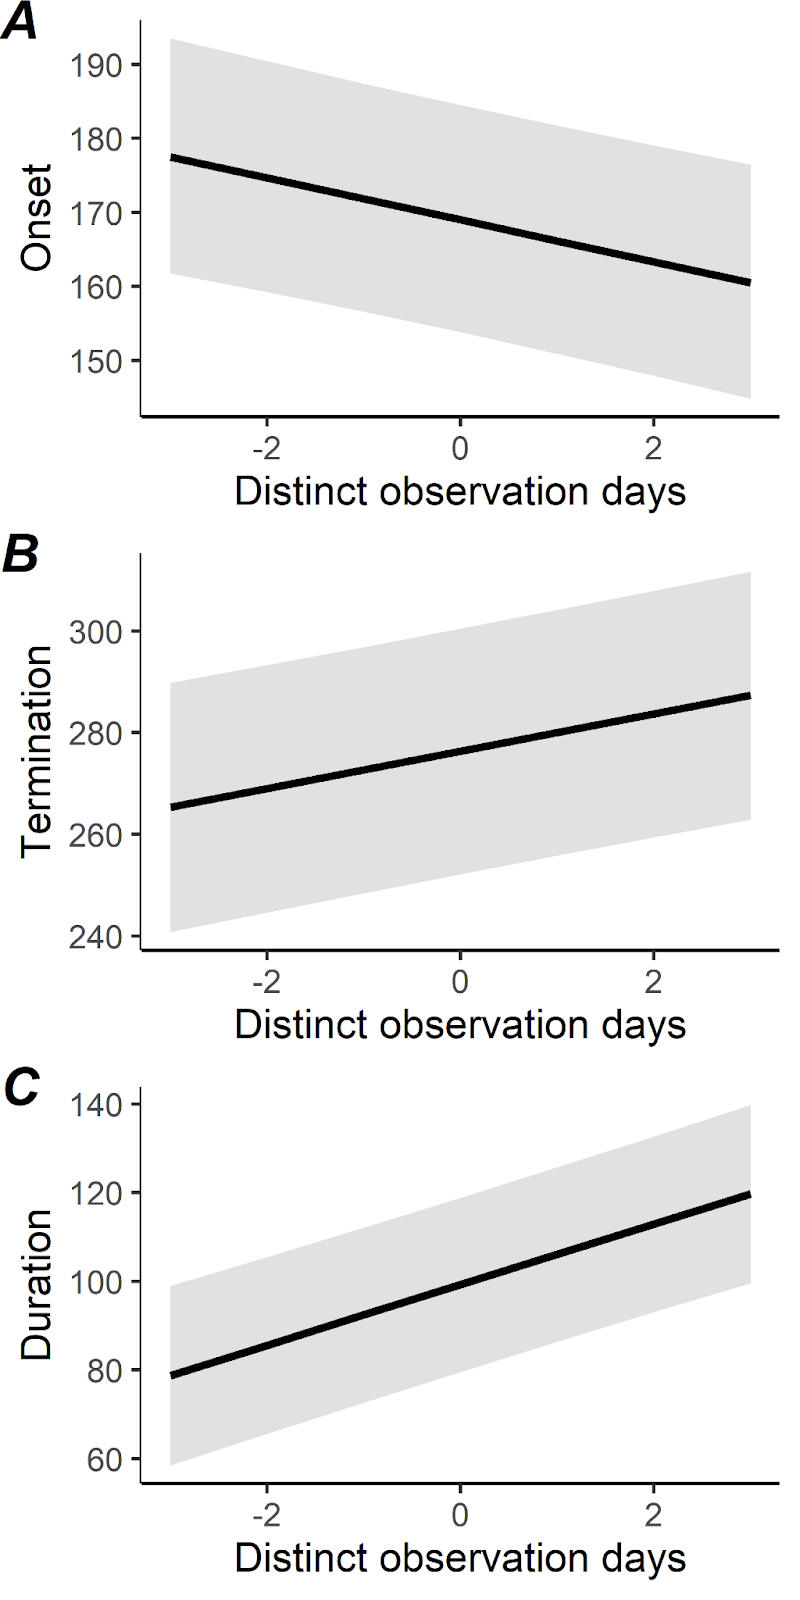 A
190
180
170
160
150
Onset
-2 0 2
Distinct observation days
B
300
280
260
240
Termination
-2 0 2
Distinct observation days
C
140
120
100
80
60
Duration
-2 0 2
Distinct observation days